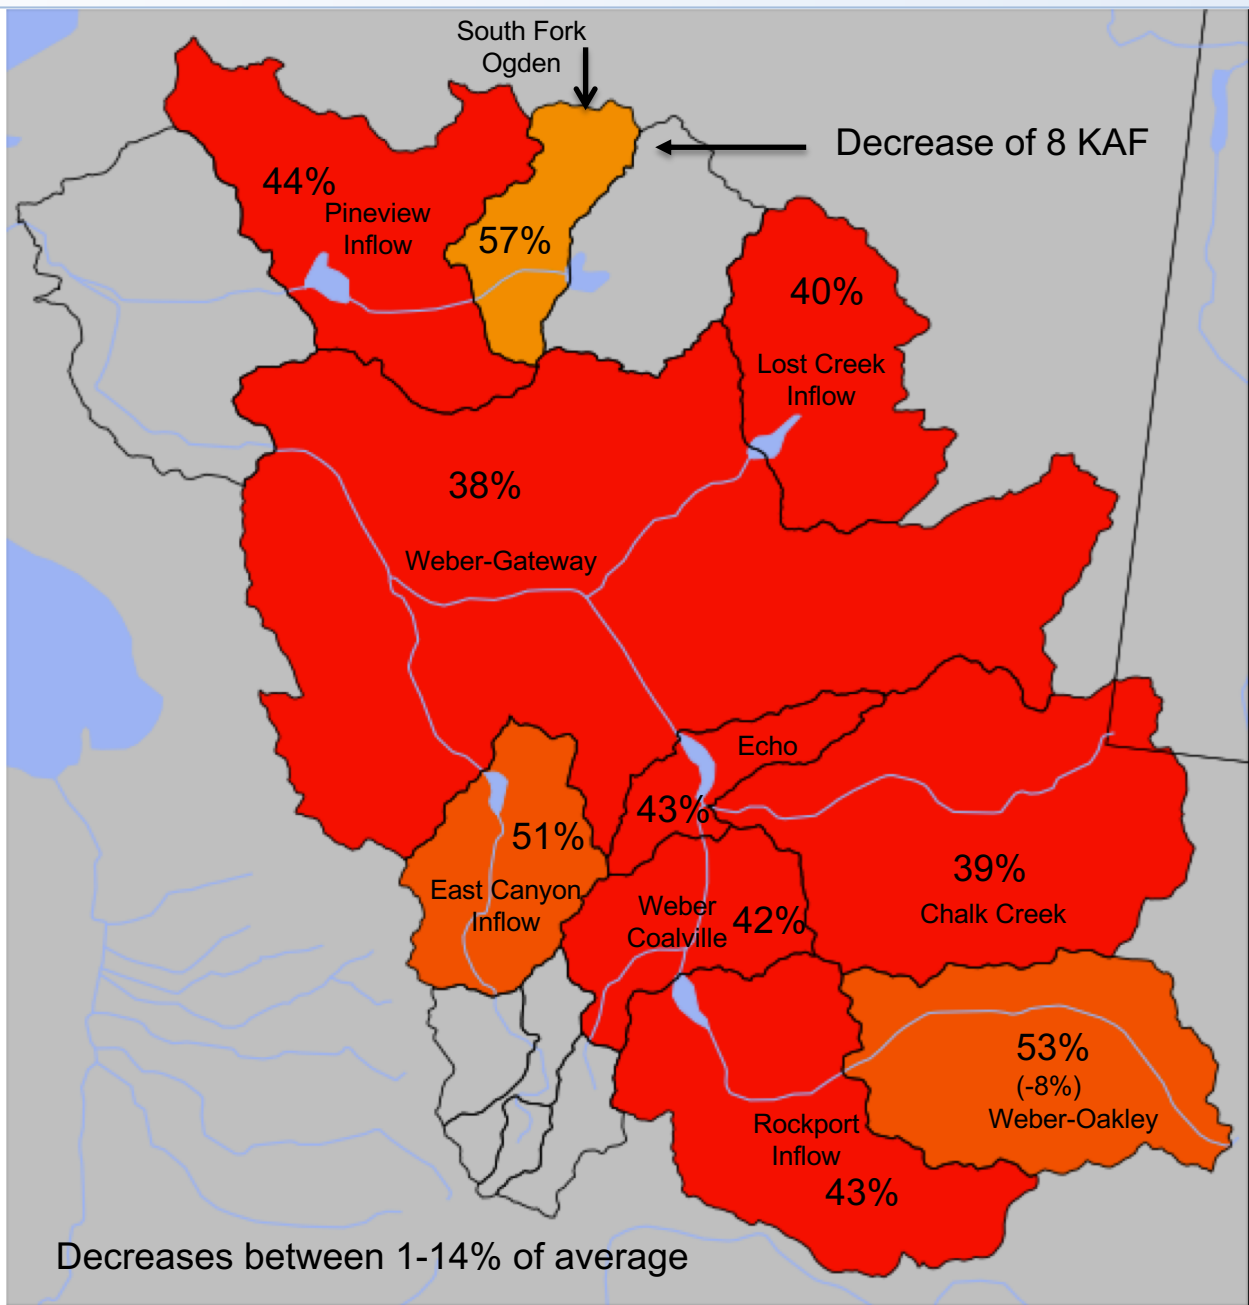 South Fork
Ogden
Decrease of 8 KAF
44%
Pineview
Inflow
57%
40%
Lost Creek
Inflow
38%
Weber-Gateway
Echo
43%
51%
East Canyon
Inflow
Weber
Coalville
42%
39%
Chalk Creek
53%
(-8%)
Weber-Oakley
Rockport
Inflow
43%
Decreases between 1-14% of average